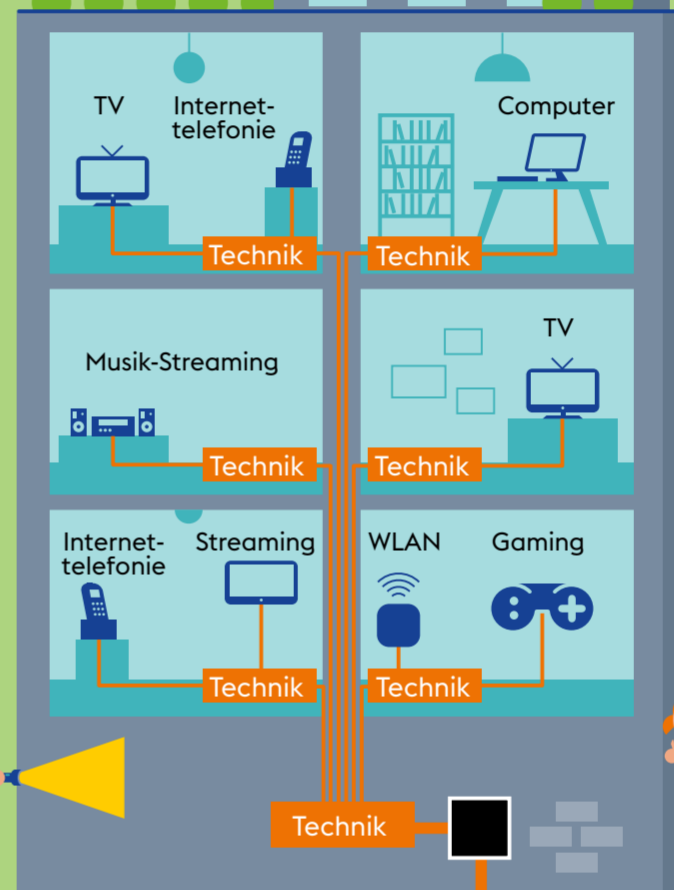 TV
Internet-
telefonie
Computer
Technik
Technik
Musik-Streaming
TV
Technik
Technik
Internet-
telefonie
Streaming
WLAN
Gaming
Technik
Technik
Technik